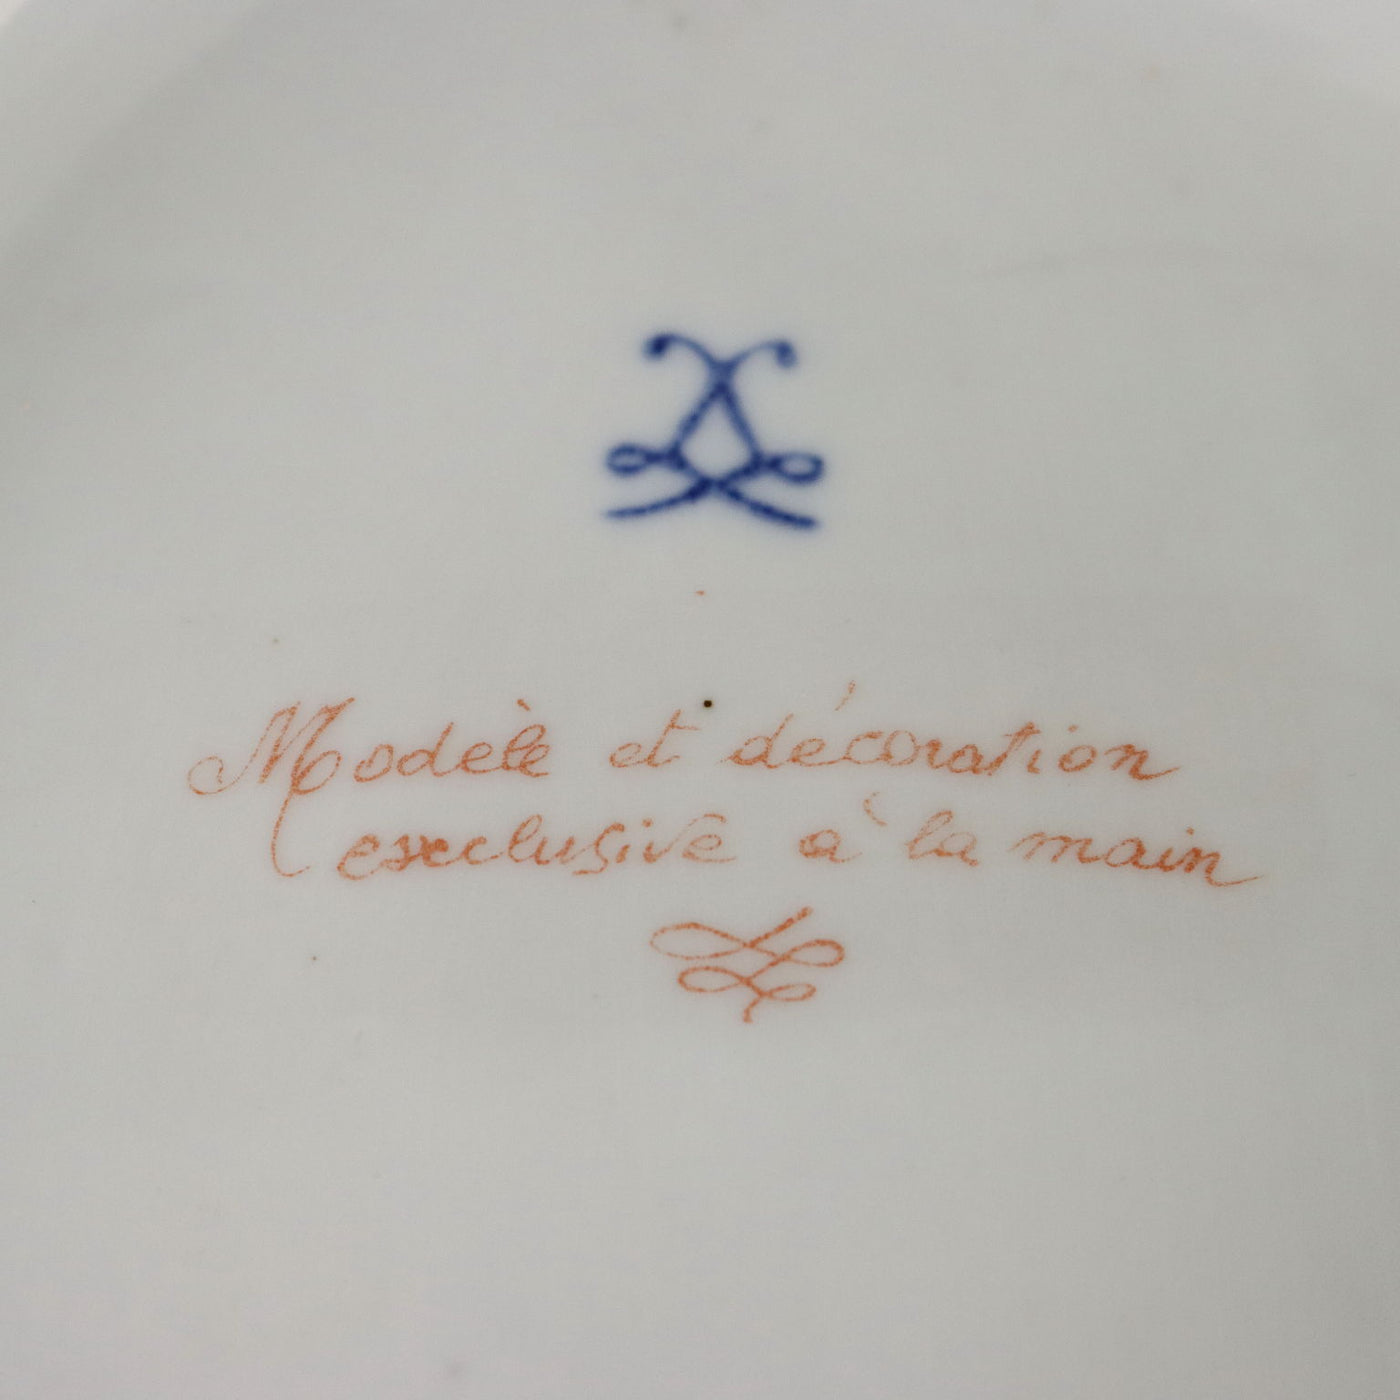 Modèle et décoration
exclusive à la main